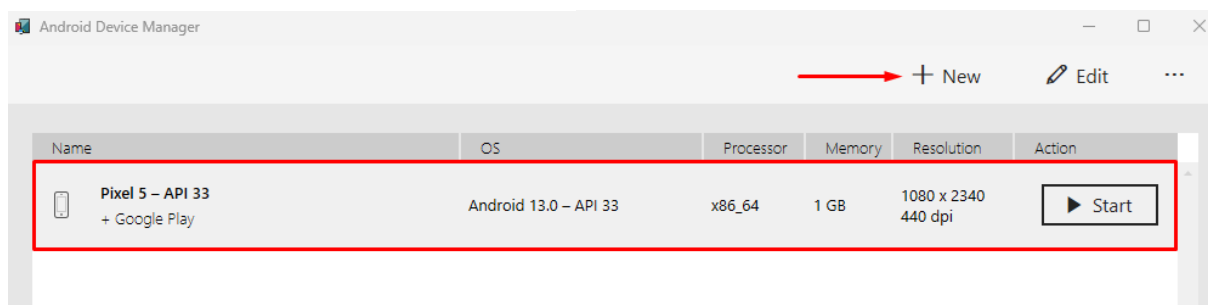 Android Device Manager
New
Edit
Name OS Processor Memory Resolution Action
Pixel 5 – API 33
+ Google Play
Android 13.0 – API 33
x86_64
1 GB
1080 x 2340
440 dpi
Start